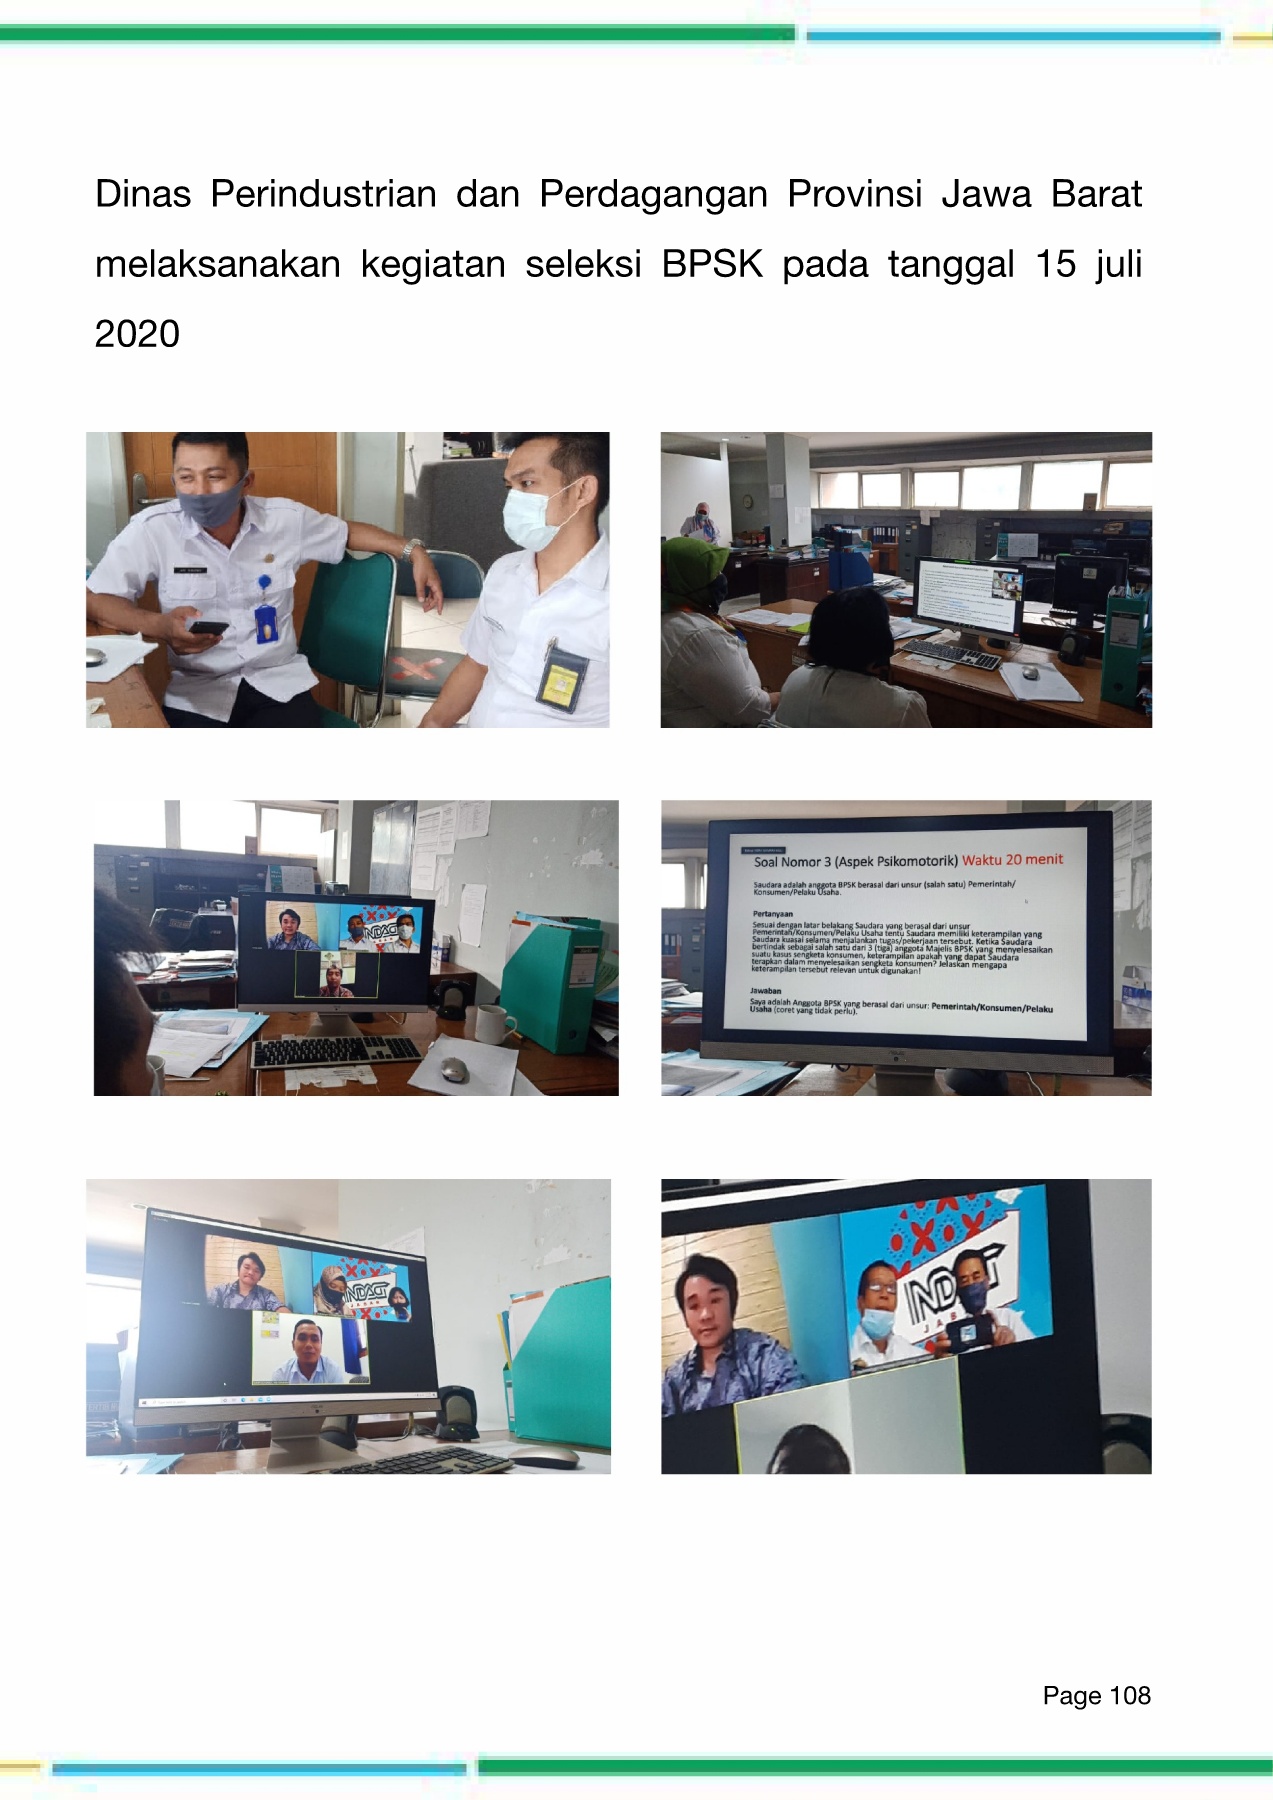 Dinas Perindustrian dan Perdagangan Provinsi Jawa Barat
melaksanakan kegiatan seleksi BPSK pada tanggal 15 juli
2020
INDAG
INDAG
JABAR
Soal Nomor 3 (Aspek Psikomotorik) Waktu 20 menit
Saudara adalah anggota BPSK berasal dari unsur (salah satu) Pemerintah/
Konsumen/Pelaku Usaha.
Pertanyaan
Sesuai dengan latar belakang Saudara yang berasal dari unsur
Pemerintah/Konsumen/Pelaku Usaha tentu Saudara memiliki keterampilan yang
Saudara kuasai selama menjalankan tugas/pekerjaan tersebut. Ketika Saudara
bertindak sebagai salah satu dari 3 (tiga) anggota Majelis BPSK yang menyelesaikan
suatu kasus sengketa konsumen, keterampilan apakah yang dapat Saudara
terapkan dalam menyelesaikan sengketa konsumen? Jelaskan mengapa
keterampilan tersebut relevan untuk digunakan!
Jawaban
Saya adalah Anggota BPSK yang berasal dari unsur: Pemerintah/Konsumen/Pelaku
Usaha (coret yang tidak perlu).
INDAG
JAB
Page 108